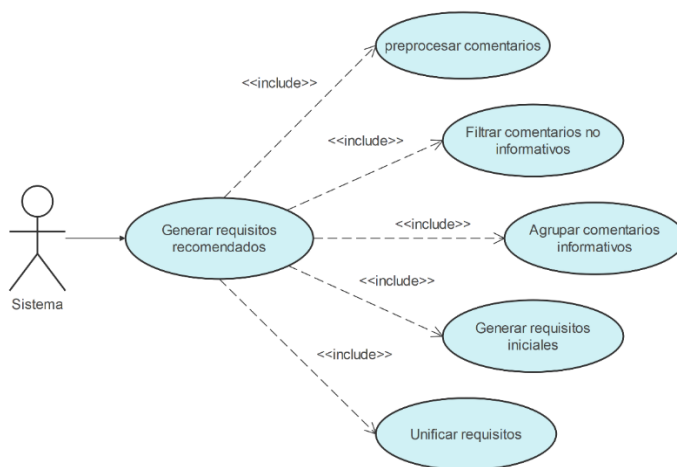 preprocesar comentarios
<<include>>
<<include>>
Filtrar comentarios no
informativos
Generar requisitos
recomendados
<<include>>
Agrupar comentarios
informativos
Sistema
<<include>>
Generar requisitos
iniciales
<<include>>
Unificar requisitos